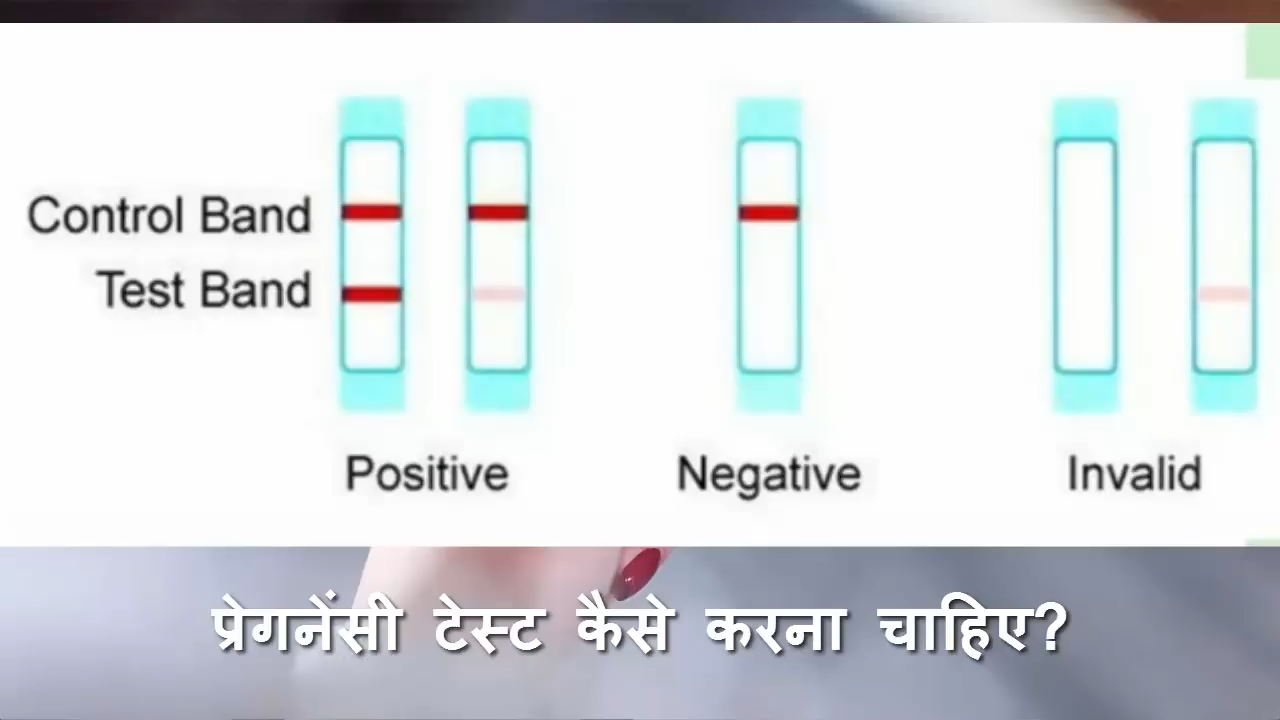 Control Band
Test Band
Positive Negative Invalid
प्रेगनेंसी टेस्ट कैसे करना चाहिए?